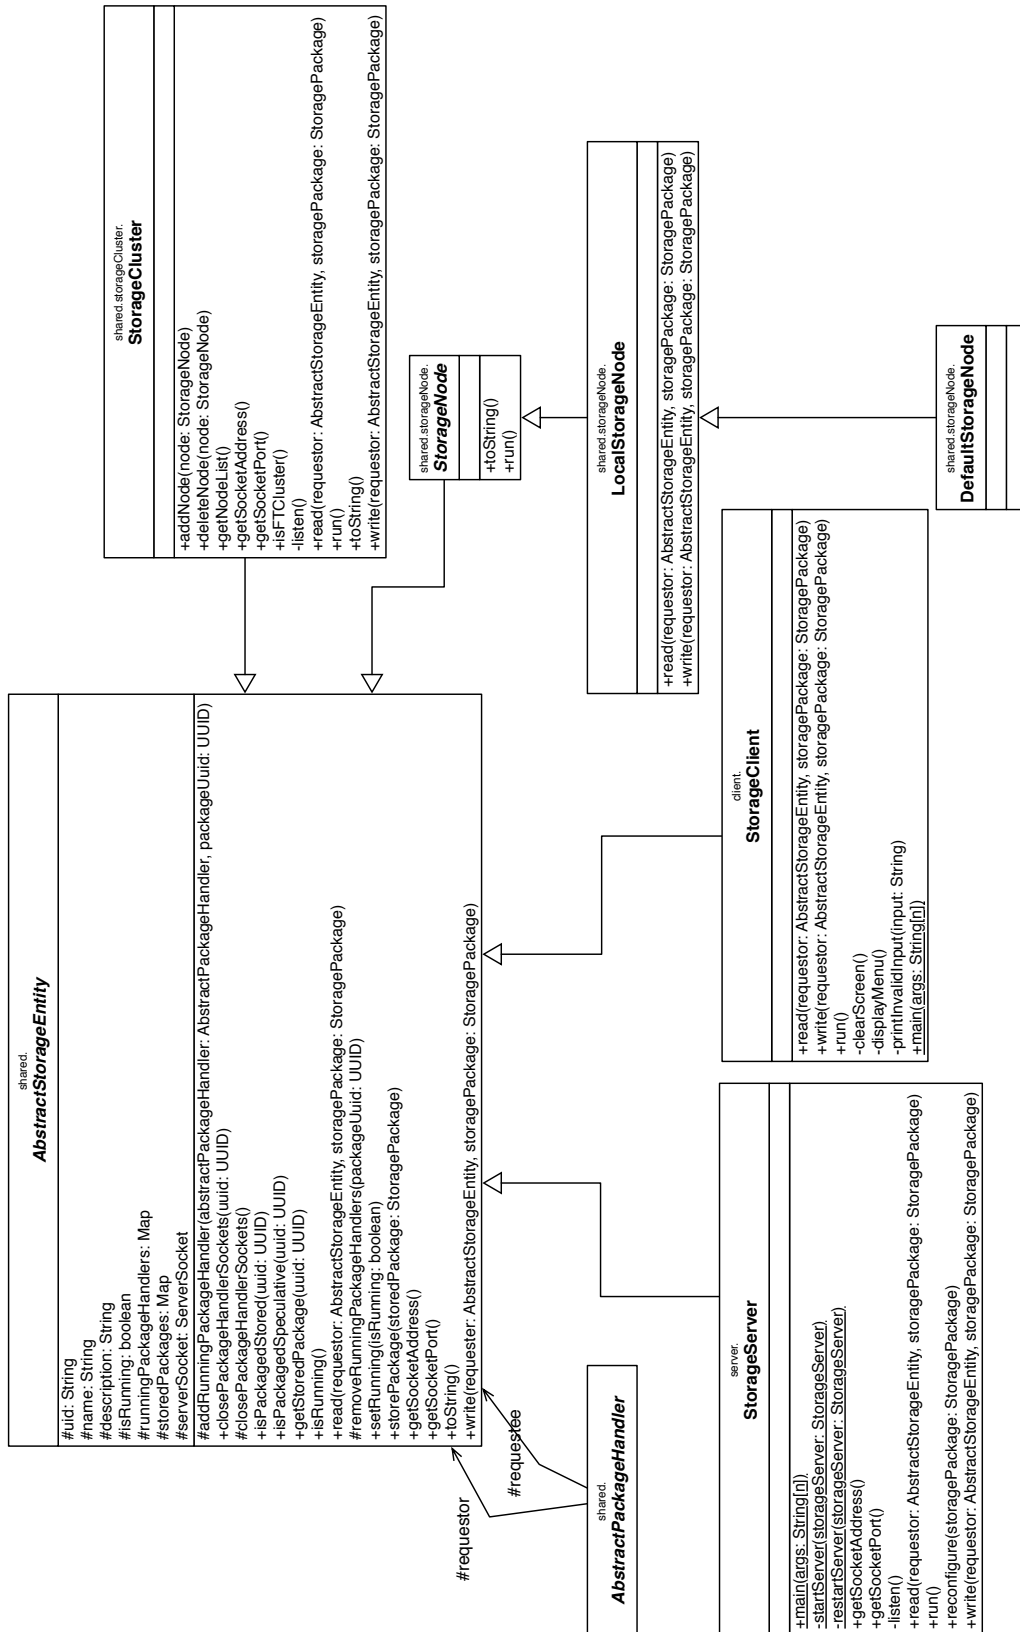 shared.
AbstractStorageEntity
#uid: String
#name: String
#description: String
#isRunning: boolean
#runningPackageHandlers: Map
#storedPackages: Map
#serverSocket: ServerSocket
#addRunningPackageHandler(abstractPackageHandler: AbstractPackageHandler, packageUuid: UUID)
+closePackageHandlerSockets(uuid: UUID)
#closePackageHandlerSockets()
+isPackagedStored(uuid: UUID)
+isPackagedSpeculative(uuid: UUID)
+getStoredPackage(uuid: UUID)
+isRunning()
+read(requestor: AbstractStorageEntity, storagePackage: StoragePackage)
#removeRunningPackageHandlers(packageUuid: UUID)
+setRunning(isRunning: boolean)
+storePackage(storedPackage: StoragePackage)
+getSocketAddress()
+getSocketPort()
+toString()
+write(requester: AbstractStorageEntity, storagePackage: StoragePackage)
shared.storageCluster.
StorageCluster
+addNode(node: StorageNode)
+deleteNode(node: StorageNode)
+getNodeList()
+getSocketAddress()
+getSocketPort()
+isFTCluster()
-listen()
+read(requestor: AbstractStorageEntity, storagePackage: StoragePackage)
+run()
+toString()
+write(requestor: AbstractStorageEntity, storagePackage: StoragePackage)
shared.storageNode.
StorageNode
+toString()
+run()
#requestor
#requestee
shared.
AbstractPackageHandler
shared.storageNode.
LocalStorageNode
+read(requestor: AbstractStorageEntity, storagePackage: StoragePackage)
+write(requestor: AbstractStorageEntity, storagePackage: StoragePackage)
server.
StorageServer
+main(args: String[n])
-startServer(storageServer: StorageServer)
-restartServer(storageServer: StorageServer)
+getSocketAddress()
+getSocketPort()
-listen()
+read(requestor: AbstractStorageEntity, storagePackage: StoragePackage)
+run()
+reconfigure(storagePackage: StoragePackage)
+write(requestor: AbstractStorageEntity, storagePackage: StoragePackage)
client.
StorageClient
+read(requestor: AbstractStorageEntity, storagePackage: StoragePackage)
+write(requestor: AbstractStorageEntity, storagePackage: StoragePackage)
+run()
-clearScreen()
-displayMenu()
-printInvalidInput(input: String)
+main(args: String[n])
shared.storageNode.
DefaultStorageNode